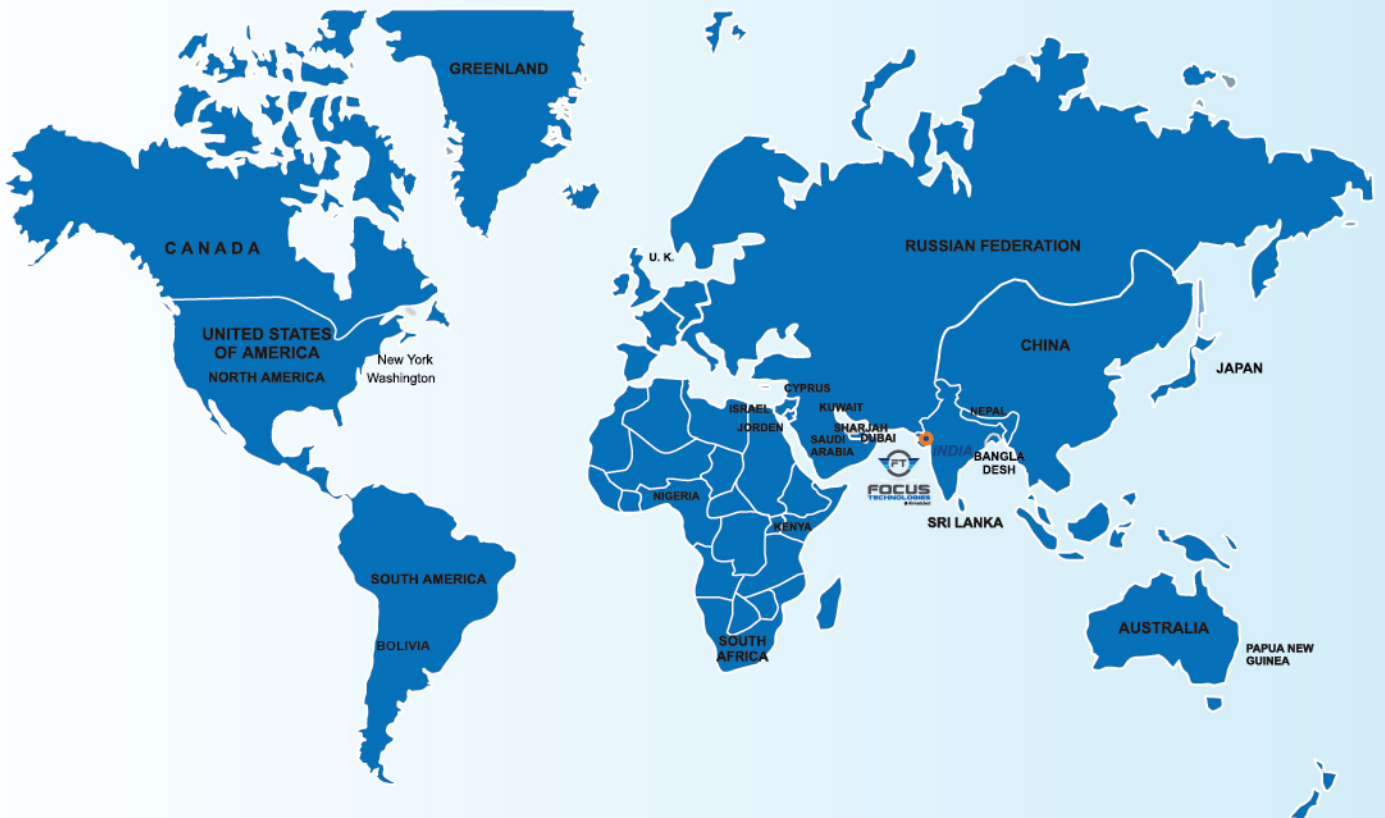 GREENLAND
CANADA
U. K.
RUSSIAN FEDERATION
UNITED STATES
OF AMERICA
NORTH AMERICA
New York
Washington
CHINA
JAPAN
CYPRUS
ISRAEL
JORDEN
KUWAIT
SHARJAH
DUBAI
SAUDI
ARABIA
NEPAL
INDIA
BANGLA
DESH
FT
FOCUS
TECHNOLOGIES
SRI LANKA
NIGERIA
KENYA
SOUTH AMERICA
BOLIVIA
SOUTH
AFRICA
AUSTRALIA
PAPUA NEW
GUINEA